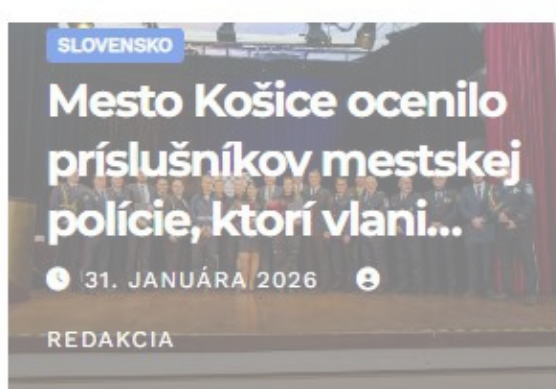 SLOVENSKO
Mesto Košice ocenilo
príslušníkov mestskej
polície, ktorí vlani...
31. JANUÁRA 2026
REDAKCIA